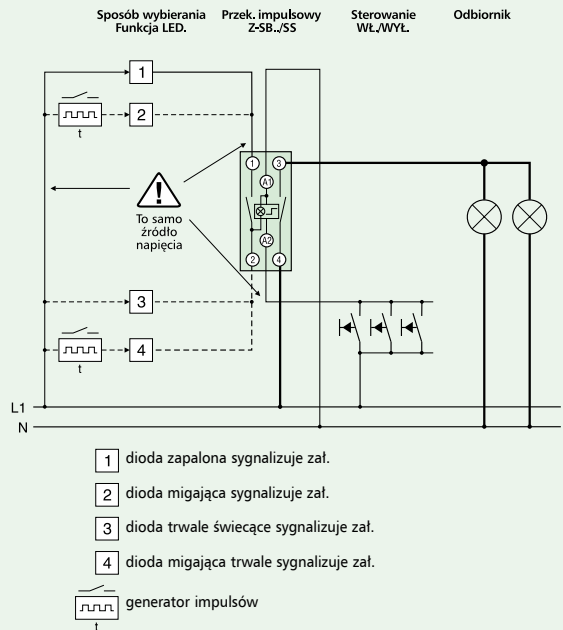 Sposób wybierania
Funkcja LED.
Przek. impulsowy
Z-SB../SS
Sterowanie
WŁ./WYŁ.
Odbiornik
1
2
t
1
3
A1
To samo
źródło
napięcia
A2
2
4
3
4
t
L1
N
1 dioda zapalona sygnalizuje zał.
2 dioda migająca sygnalizuje zał.
3 dioda trwale świecące sygnalizuje zał.
4 dioda migająca trwale sygnalizuje zał.
generator impulsów
t